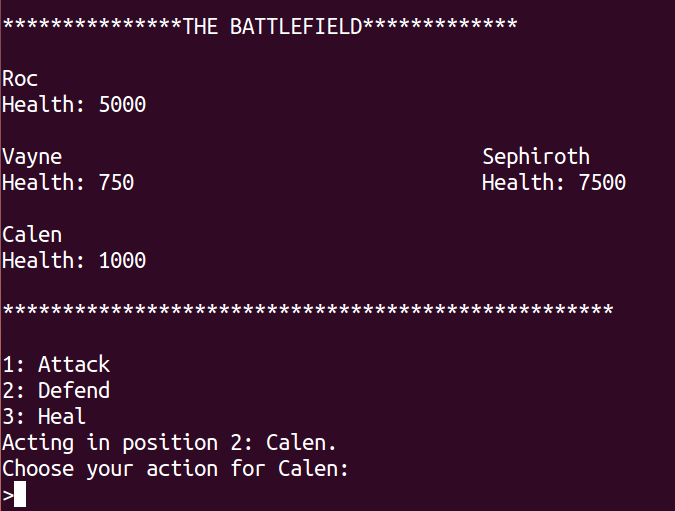 ***************THE BATTLEFIELD*************
Roc
Health: 5000
Vayne                                   Sephiroth
Health: 750                             Health: 7500
Calen
Health: 1000
***************************************************
1: Attack
2: Defend
3: Heal
Acting in position 2: Calen.
Choose your action for Calen:
>